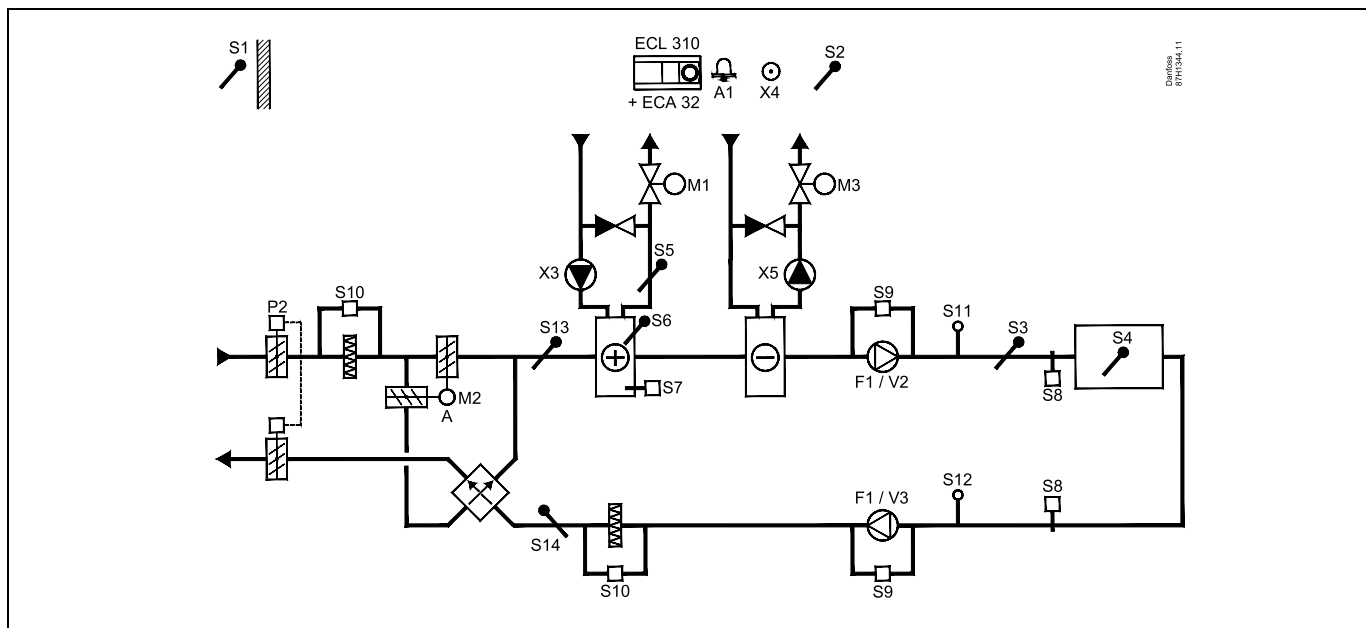 S1
ECL 310
+ ECA 32
A1
X4
S2
Danfoss
87H1344.11
M1
M3
S5
X3
X5
P2
S10
S13
S6
S9
S11
S3
S4
S7
F1 / V2
S8
M2
A
S14
S10
F1 / V3
S9
S12
S8